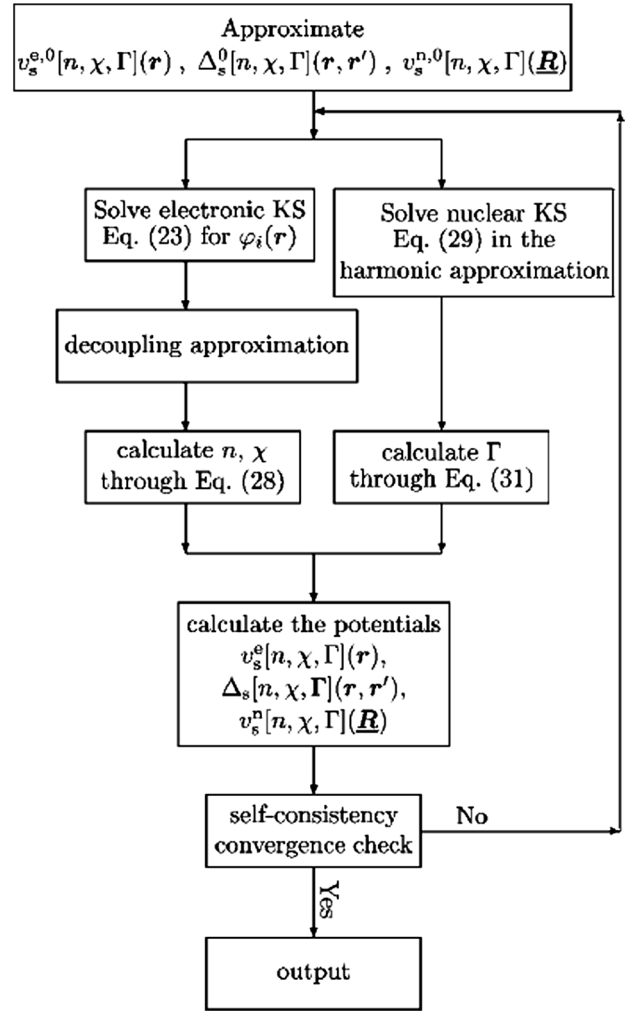 Approximate
v_s^{e,0}[n, χ, Γ](r) , Δ_s^0[n, χ, Γ](r, r′) , v_s^{n,0}[n, χ, Γ](R)
Solve electronic KS
Eq. (23) for φ_i(r)
Solve nuclear KS
Eq. (29) in the
harmonic approximation
decoupling approximation
calculate n, χ
through Eq. (28)
calculate Γ
through Eq. (31)
calculate the potentials
v_s^e[n, χ, Γ](r),
Δ_s[n, χ, Γ](r, r′),
v_s^n[n, χ, Γ](R)
self-consistency
convergence check
No
Yes
output